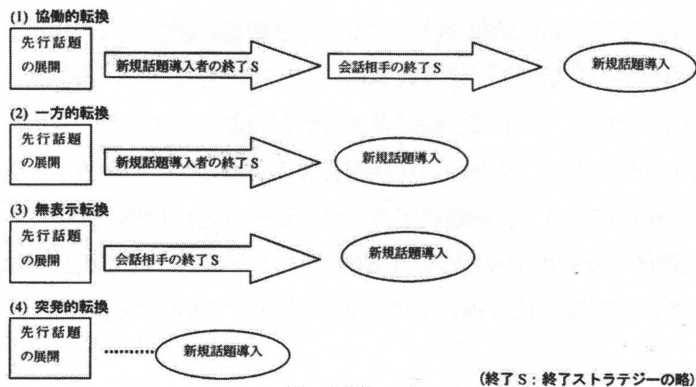 (1) 協働的転換
先行話題
の展開
新規話題導入者の終了S
会話相手の終了S
新規話題導入
(2) 一方的転換
先行話題
の展開
新規話題導入者の終了S
新規話題導入
(3) 無表示転換
先行話題
の展開
会話相手の終了S
新規話題導入
(4) 突発的転換
先行話題
の展開
新規話題導入
(終了S：終了ストラテジーの略)